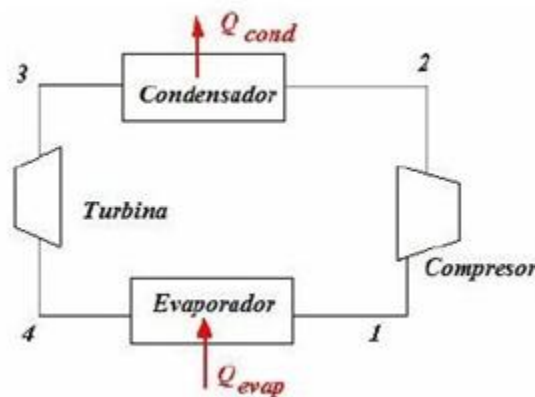 Q cond
3
2
Condensador
Turbina
Compresor
Evaporador
4
1
Q evap